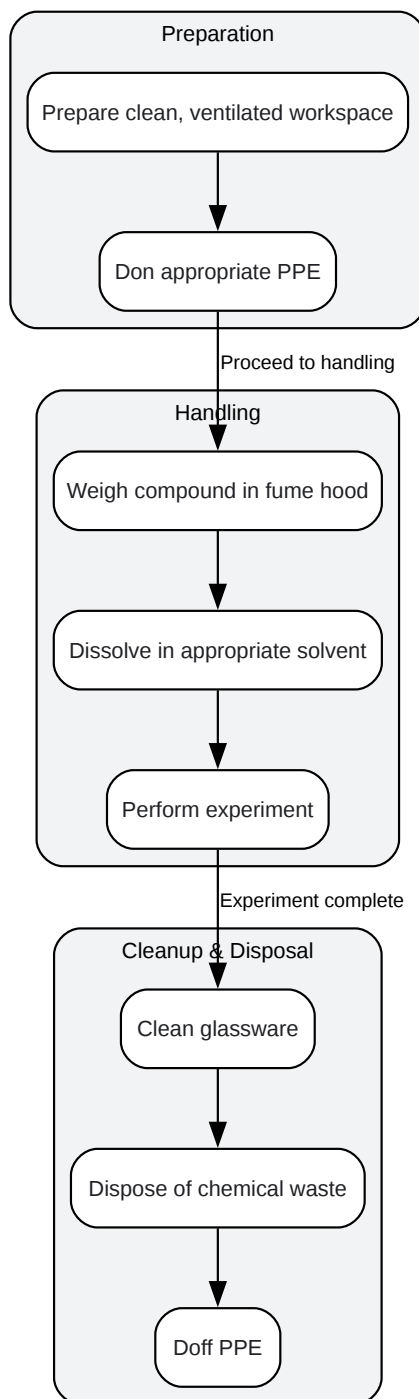 Preparation
Prepare clean, ventilated workspace
Don appropriate PPE
Proceed to handling
Handling
Weigh compound in fume hood
Dissolve in appropriate solvent
Perform experiment
Experiment complete
Cleanup & Disposal
Clean glassware
Dispose of chemical waste
Doff PPE